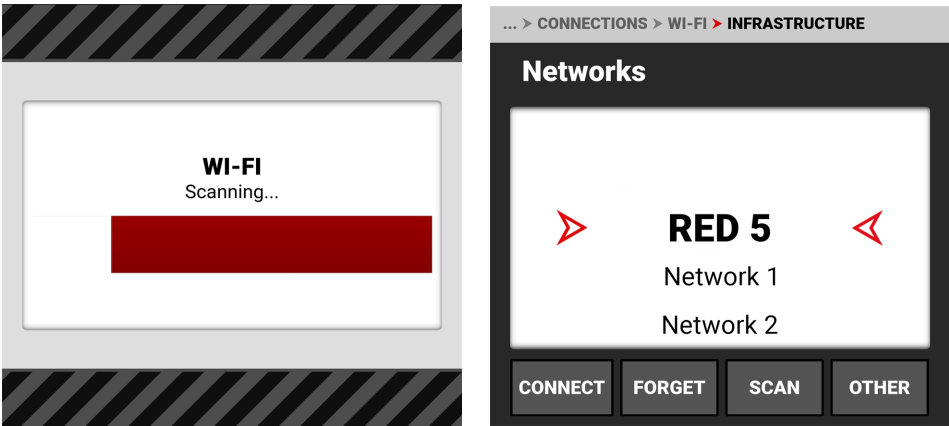 WI-FI
Scanning...
... > CONNECTIONS > WI-FI > INFRASTRUCTURE
Networks
RED 5
Network 1
Network 2
CONNECT FORGET SCAN OTHER